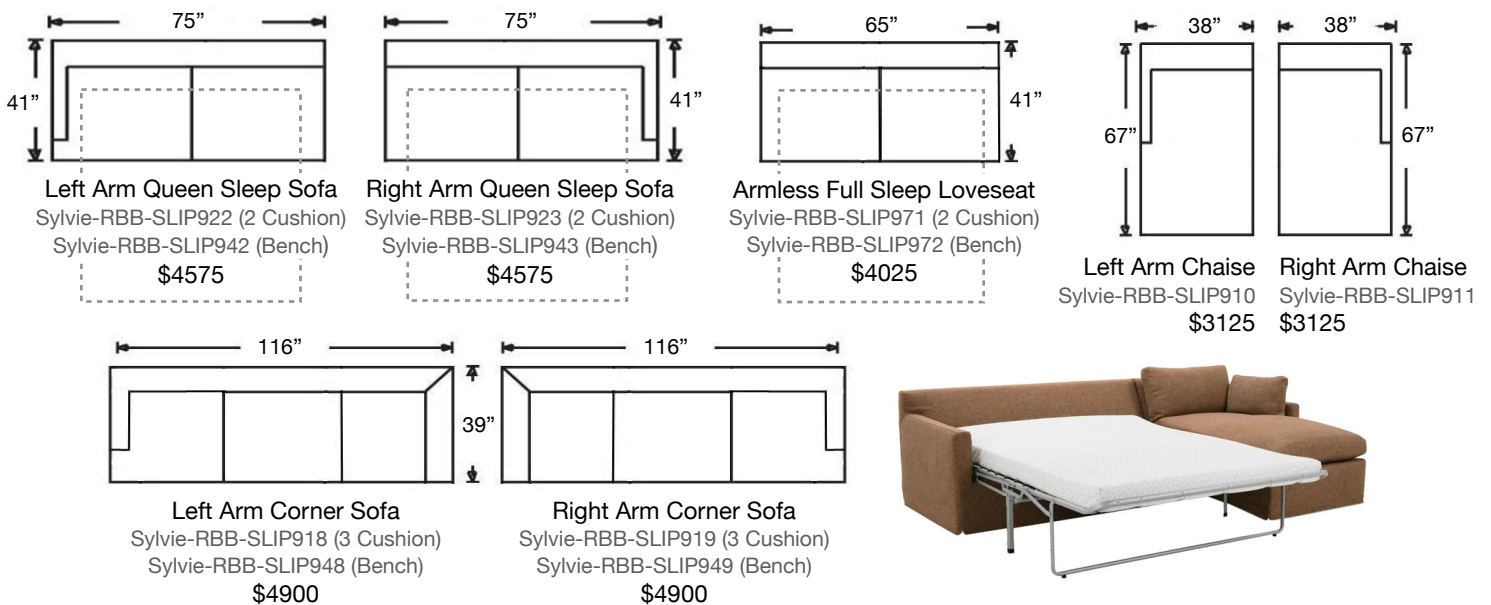 75”
41”
Left Arm Queen Sleep Sofa
Sylvie-RBB-SLIP922 (2 Cushion)
Sylvie-RBB-SLIP942 (Bench)
$4575
75”
41”
Right Arm Queen Sleep Sofa
Sylvie-RBB-SLIP923 (2 Cushion)
Sylvie-RBB-SLIP943 (Bench)
$4575
65”
41”
Armless Full Sleep Loveseat
Sylvie-RBB-SLIP971 (2 Cushion)
Sylvie-RBB-SLIP972 (Bench)
$4025
38”
67”
Left Arm Chaise
Sylvie-RBB-SLIP910
$3125
38”
67”
Right Arm Chaise
Sylvie-RBB-SLIP911
$3125
116”
39”
Left Arm Corner Sofa
Sylvie-RBB-SLIP918 (3 Cushion)
Sylvie-RBB-SLIP948 (Bench)
$4900
116”
Right Arm Corner Sofa
Sylvie-RBB-SLIP919 (3 Cushion)
Sylvie-RBB-SLIP949 (Bench)
$4900